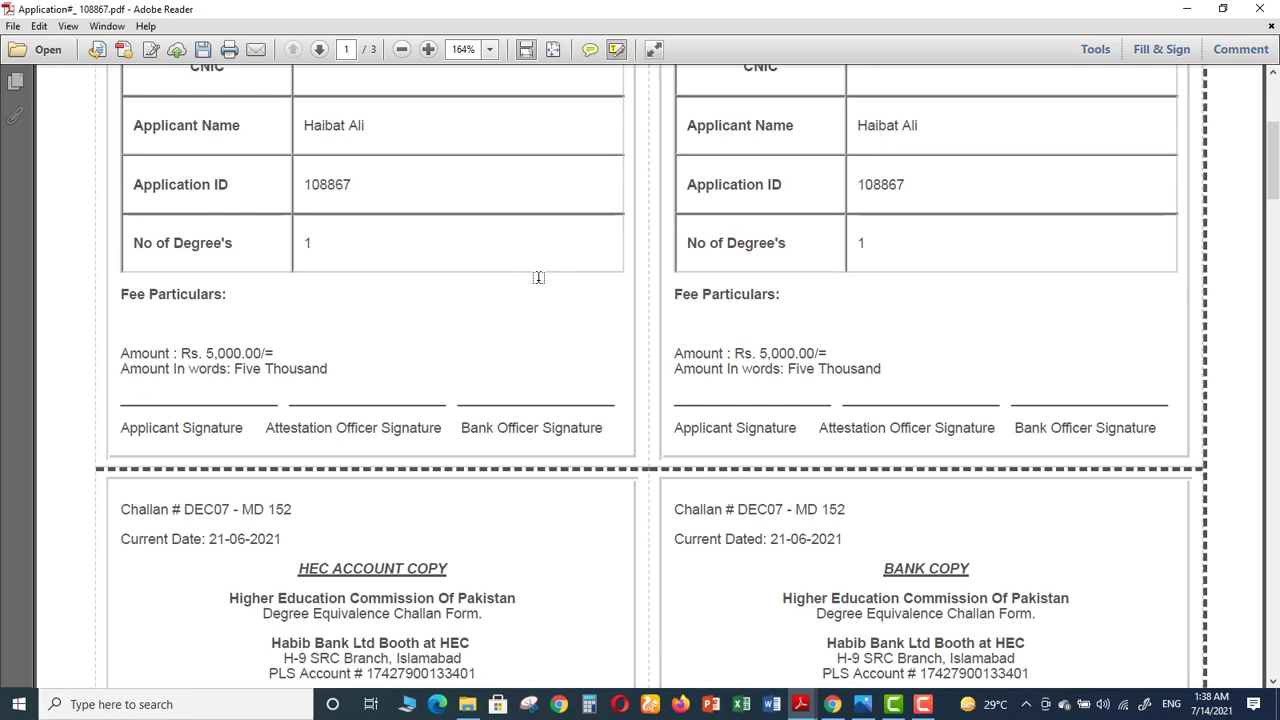 Application#_ 108867.pdf - Adobe Reader
File Edit View Window Help
Open 1 / 3 164% Tools Fill & Sign Comment
CNIC CNIC
Applicant Name Haibat Ali Applicant Name Haibat Ali
Application ID 108867 Application ID 108867
No of Degree's 1 No of Degree's 1
Fee Particulars: Fee Particulars:
Amount : Rs. 5,000.00/= Amount : Rs. 5,000.00/=
Amount In words: Five Thousand Amount In words: Five Thousand
Applicant Signature Attestation Officer Signature Bank Officer Signature Applicant Signature Attestation Officer Signature Bank Officer Signature
Challan # DEC07 - MD 152 Challan # DEC07 - MD 152
Current Date: 21-06-2021 Current Dated: 21-06-2021
HEC ACCOUNT COPY BANK COPY
Higher Education Commission Of Pakistan Higher Education Commission Of Pakistan
Degree Equivalence Challan Form. Degree Equivalence Challan Form.
Habib Bank Ltd Booth at HEC Habib Bank Ltd Booth at HEC
H-9 SRC Branch, Islamabad H-9 SRC Branch, Islamabad
PLS Account # 17427900133401 PLS Account # 17427900133401
Type here to search 29°C 1:38 AM
7/14/2021